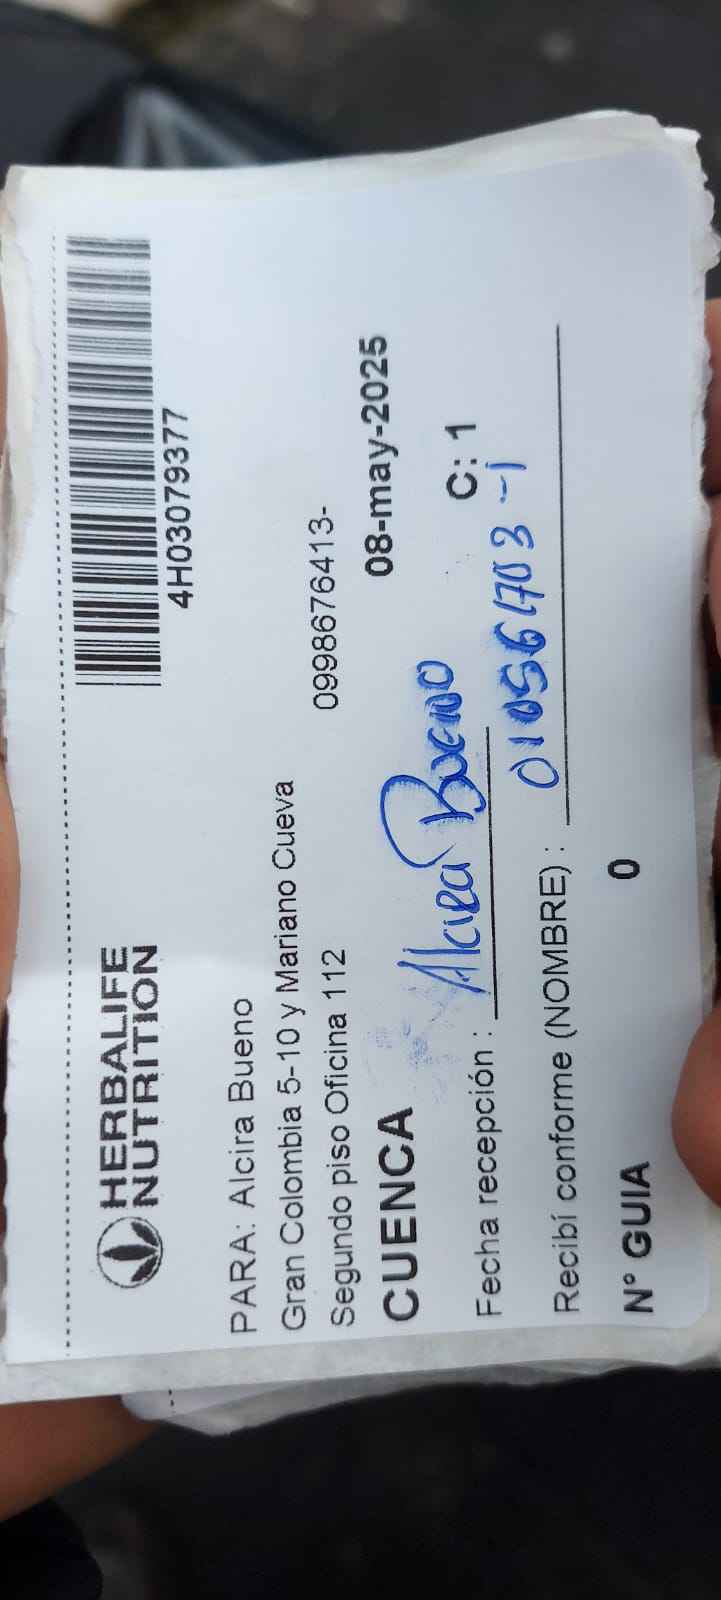 HERBALIFE
NUTRITION
4H03079377
PARA: Alcira Bueno
Gran Colombia 5-10 y Mariano Cueva
Segundo piso Oficina 112 0998676413-
CUENCA 08-may-2025
Fecha recepción : Alcira Bueno C: 1
Recibí conforme (NOMBRE) :
Nº GUIA 0